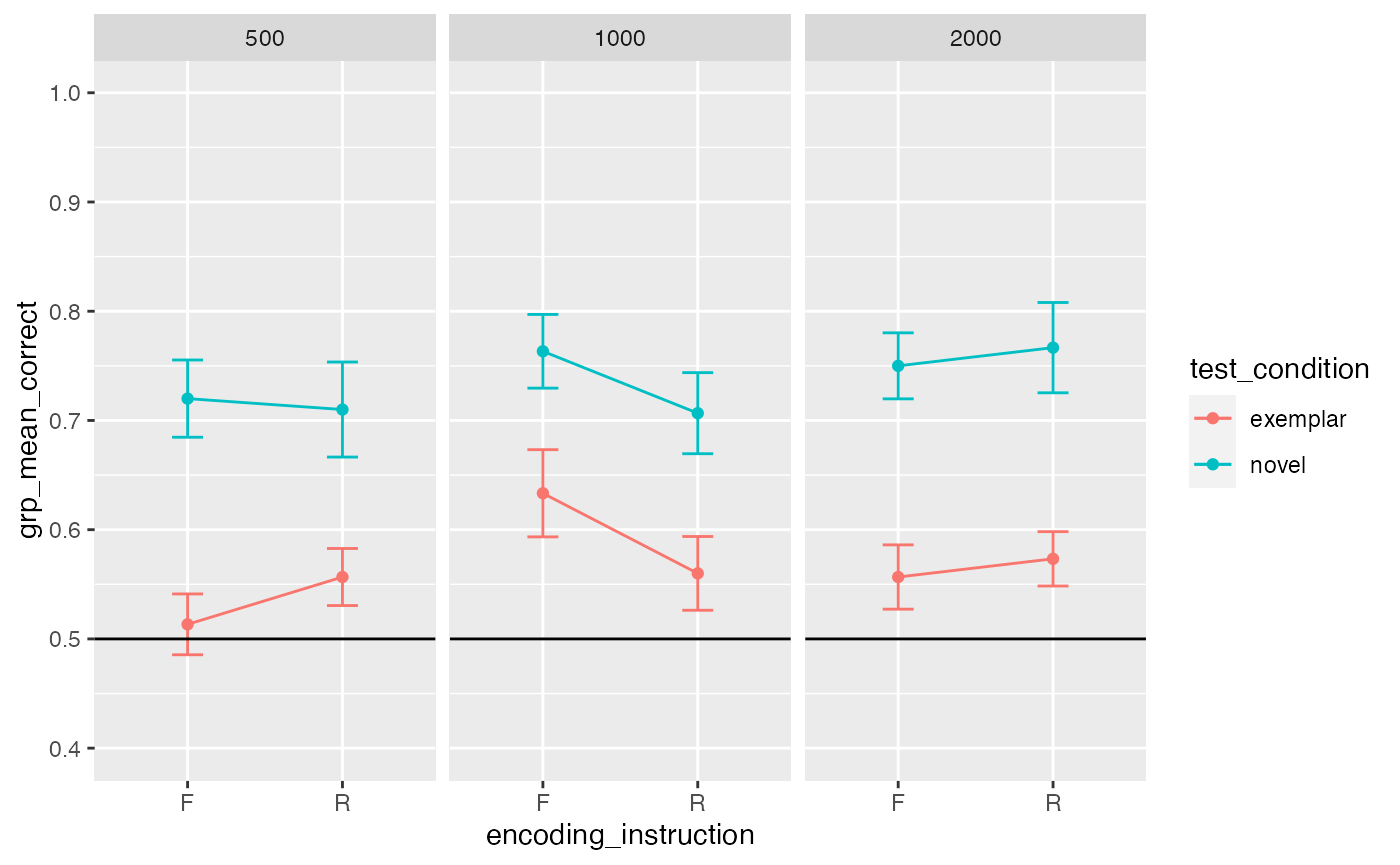 500 1000 2000
1.0
0.9
0.8
0.7
0.6
0.5
0.4
grp_mean_correct
F R F R F R
encoding_instruction
test_condition
exemplar
novel